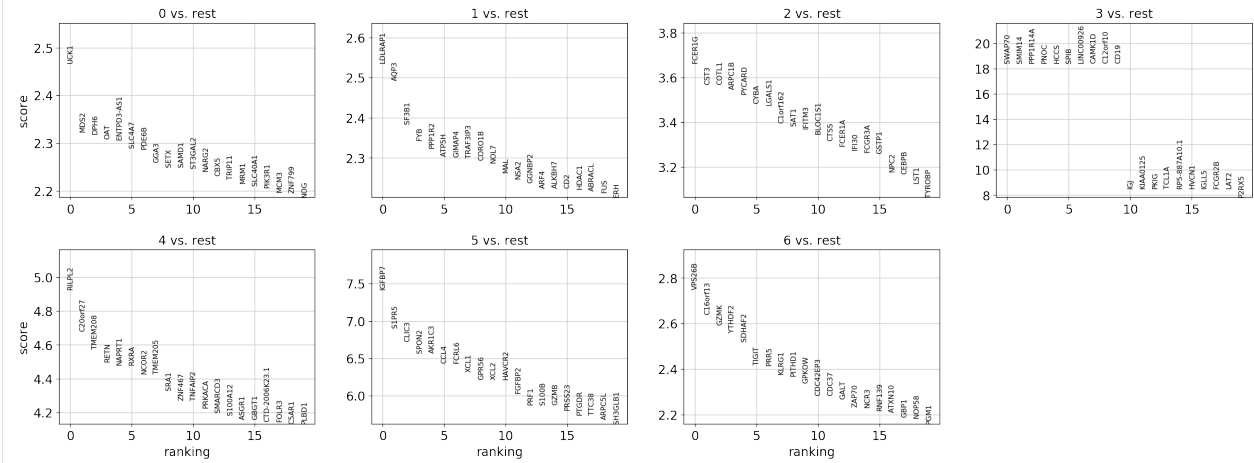 0 vs. rest
score
2.5
2.4
2.3
2.2
UCK1
MDS2
DPH6
OAT
ENTPD3-AS1
SLC4A7
PDE6B
GGA3
SETX
SAMD1
ST3GAL2
NARG2
CBX5
TRIP11
MRM1
SLC40A1
PIK3R1
MCM3
ZNF799
NOG
0 5 10 15
1 vs. rest
2.6
2.5
2.4
2.3
LDLRAP1
AQP3
SF3B1
FYB
PPP1R2
ATP5H
GIMAP4
TRAF3IP3
CORO1B
NOL7
MAL
NSA2
GGNBP2
ARF4
ALKBH7
CD2
HDAC1
ABRACL
FUS
ERH
0 5 10 15
2 vs. rest
3.8
3.6
3.4
3.2
FCER1G
CST3
COTL1
ARPC1B
PYCARD
CYBA
LGALS1
C1orf162
SAT1
IFITM3
BLOC1S1
CTSS
FCER1A
IFI30
FCGR3A
GSTP1
NPC2
CEBPB
LST1
TYROBP
0 5 10 15
3 vs. rest
20
18
16
14
12
10
8
SWAP70
SMIM14
PPP1R14A
PNOC
HCCS
SPIB
LINC00926
CAMK1D
C12orf10
CD19
IGJ
KIAA0125
PKIG
TCL1A
RP5-887A10.1
HVCN1
IGLL5
FCGR2B
LAT2
P2RX5
0 5 10 15
4 vs. rest
score
5.0
4.8
4.6
4.4
4.2
RILPL2
C20orf27
TMEM208
RETN
NAPRT1
RXRA
NCOR2
TMEM205
SRA1
ZNF467
TNFAIP2
PRKACA
SMARCD3
S100A12
ASGR1
GBGT1
CTD-2006K23.1
FOLR3
C5AR1
PLBD1
0 5 10 15
ranking
5 vs. rest
7.5
7.0
6.5
6.0
IGFBP7
S1PR5
CLIC3
SPON2
AKR1C3
CCL4
FCRL6
XCL1
GPR56
XCL2
HAVCR2
FGFBP2
PRF1
S100B
GZMB
PRSS23
PTGDR
TTC38
ARPC5L
SH3GLB1
0 5 10 15
ranking
6 vs. rest
2.8
2.6
2.4
2.2
VPS26B
C16orf13
GZMK
YTHDF2
SDHAF2
TIGIT
PRR5
KLRG1
PITHD1
GPKOW
CDC42EP3
CDC37
GALT
ZAP70
NCR3
RNF139
ATXN10
GBP1
NOP58
PGM1
0 5 10 15
ranking